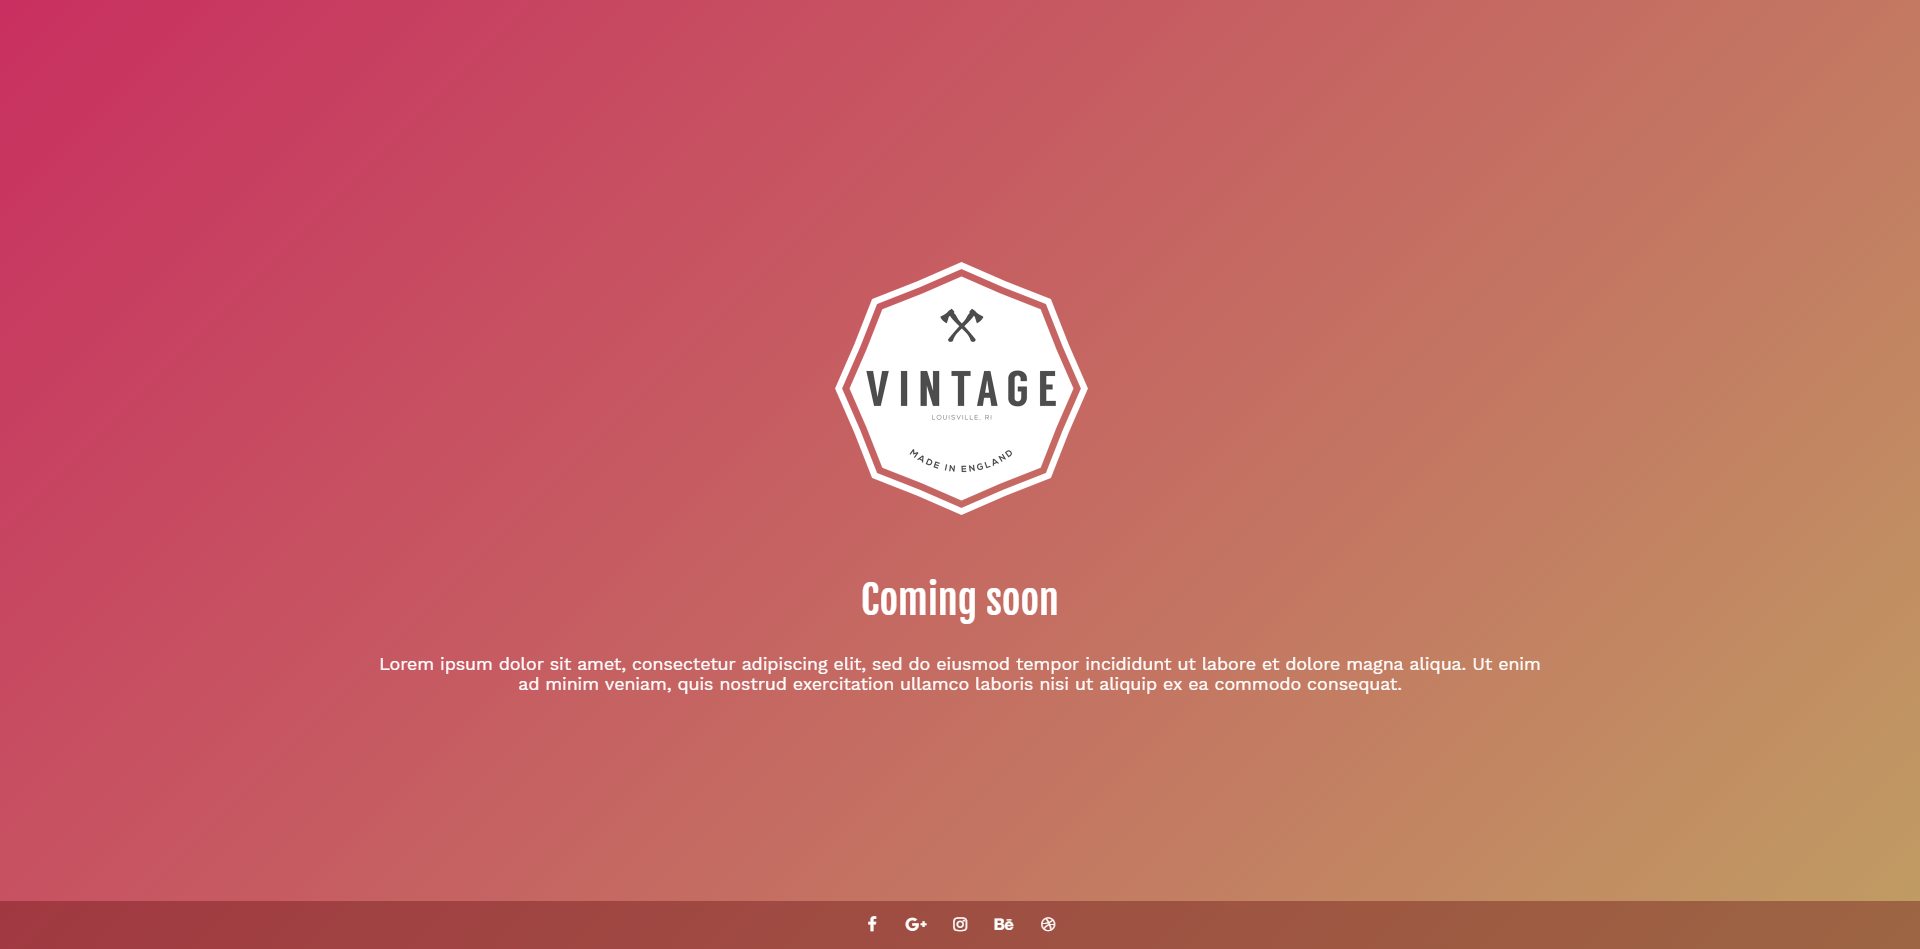 VINTAGE
LOUISVILLE, RI
MADE IN ENGLAND
Coming soon
Lorem ipsum dolor sit amet, consectetur adipiscing elit, sed do eiusmod tempor incididunt ut labore et dolore magna aliqua. Ut enim
ad minim veniam, quis nostrud exercitation ullamco laboris nisi ut aliquip ex ea commodo consequat.